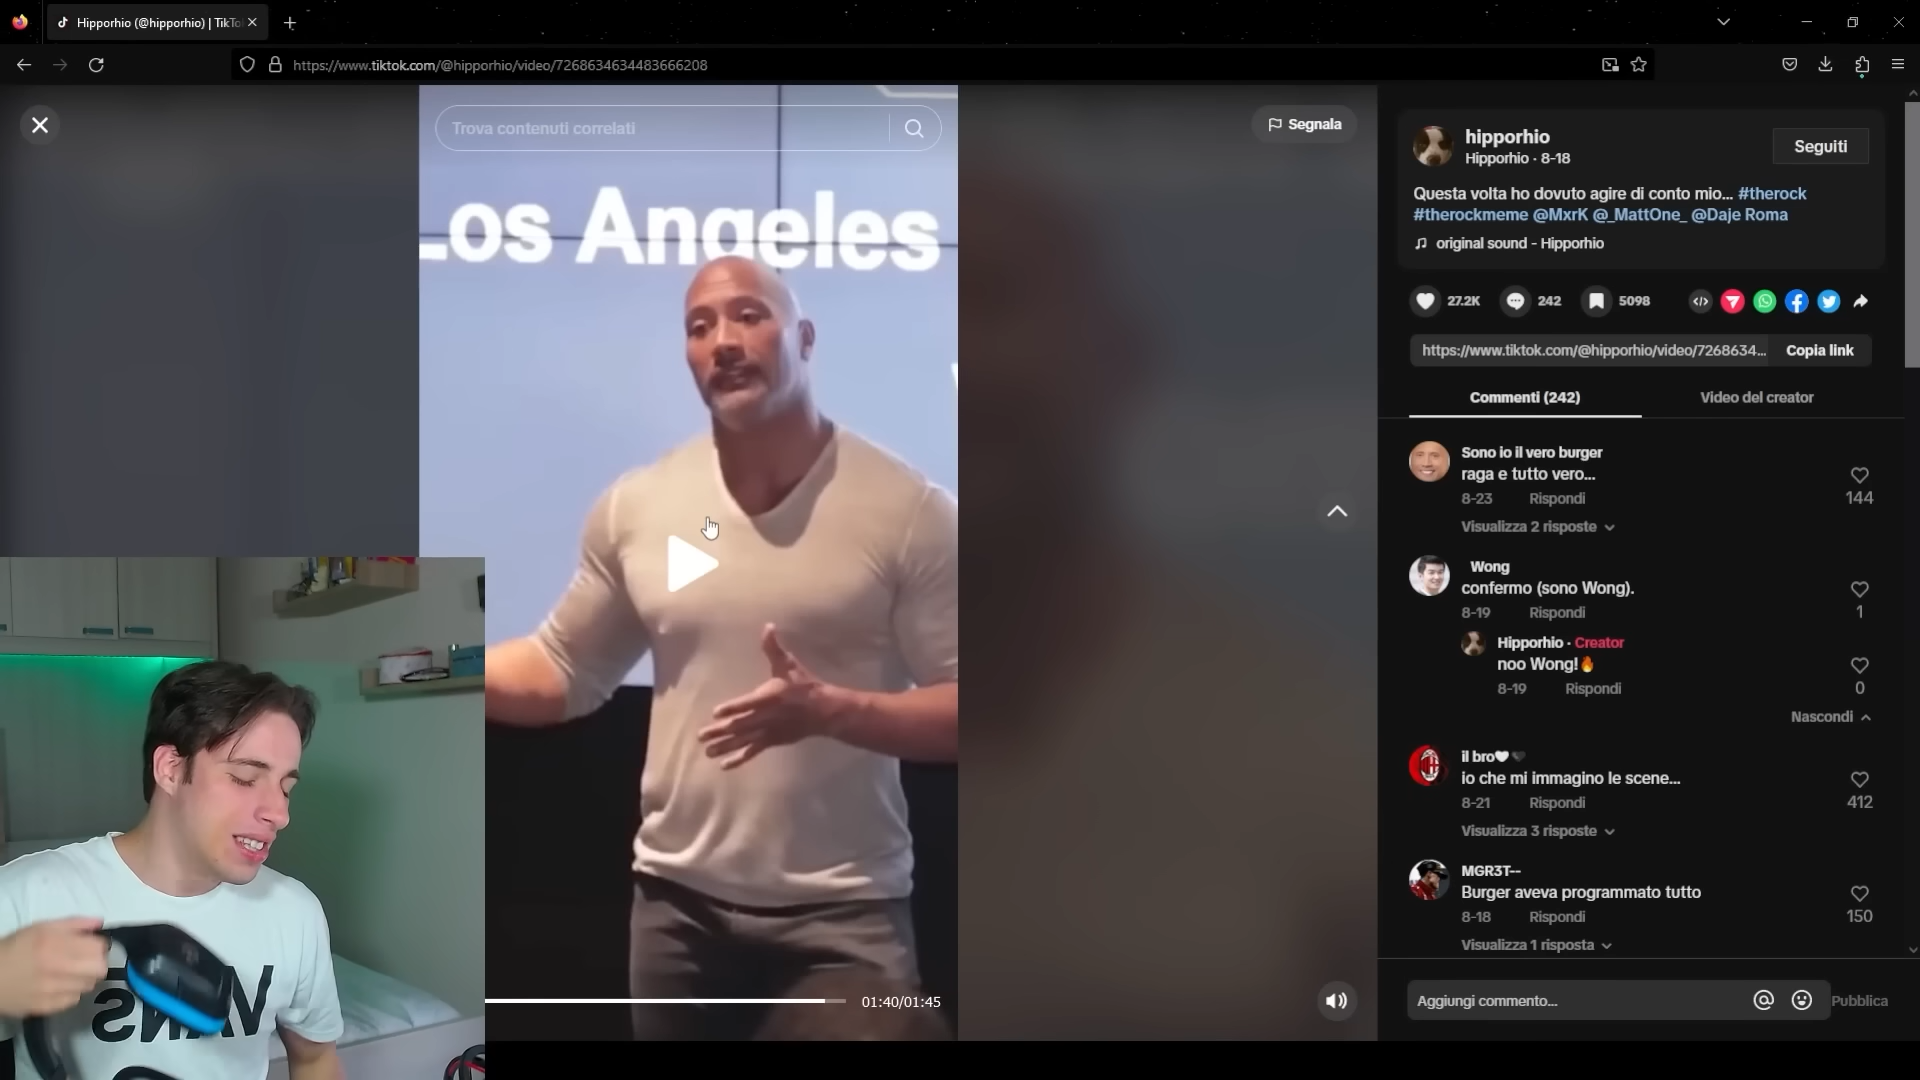 Hipporhio (@hipporhio) | TikTo
https://www.tiktok.com/@hipporhio/video/7268634634483666208
Trova contenuti correlati
Segnala
Los Angeles
01:40/01:45
VANS
hipporhio
Hipporhio · 8-18
Seguiti
Questa volta ho dovuto agire di conto mio... #therock
#therockmeme @MxrK @_MattOne_ @Daje Roma
original sound - Hipporhio
27.2K
242
5098
https://www.tiktok.com/@hipporhio/video/7268634...
Copia link
Commenti (242)
Video del creator
Sono io il vero burger
raga e tutto vero...
8-23 Rispondi
144
Visualizza 2 risposte
Wong
confermo (sono Wong).
8-19 Rispondi
1
Hipporhio · Creator
noo Wong!🔥
8-19 Rispondi
0
Nascondi
il bro🤍🖤
io che mi immagino le scene...
8-21 Rispondi
412
Visualizza 3 risposte
MGR3T--
Burger aveva programmato tutto
8-18 Rispondi
150
Visualizza 1 risposta
Aggiungi commento...
Pubblica